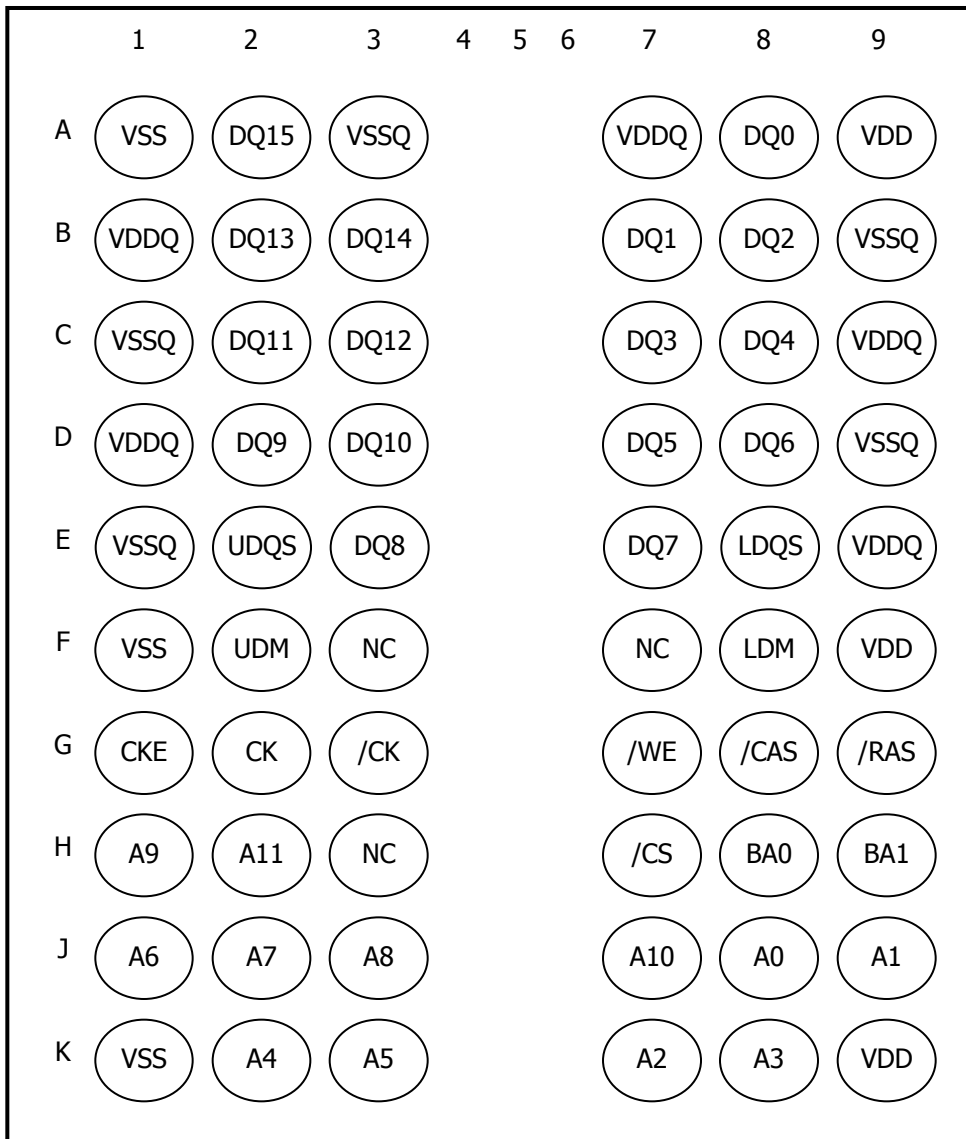 1 2 3 4 5 6 7 8 9
A VSS DQ15 VSSQ VDDQ DQ0 VDD
B VDDQ DQ13 DQ14 DQ1 DQ2 VSSQ
C VSSQ DQ11 DQ12 DQ3 DQ4 VDDQ
D VDDQ DQ9 DQ10 DQ5 DQ6 VSSQ
E VSSQ UDQS DQ8 DQ7 LDQS VDDQ
F VSS UDM NC NC LDM VDD
G CKE CK /CK /WE /CAS /RAS
H A9 A11 NC /CS BA0 BA1
J A6 A7 A8 A10 A0 A1
K VSS A4 A5 A2 A3 VDD